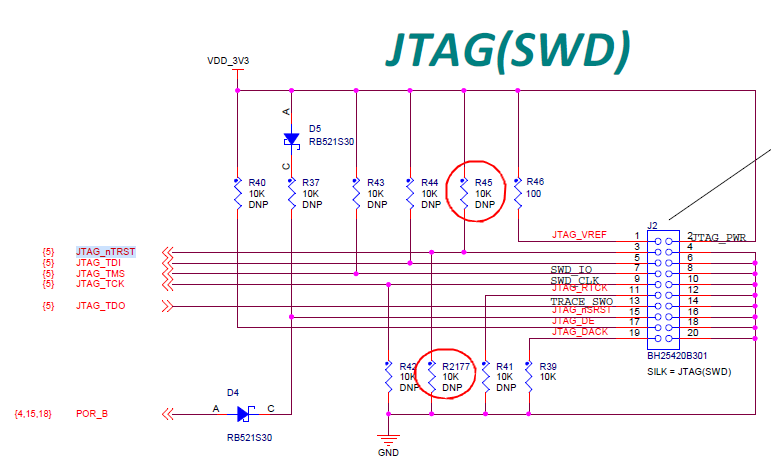 JTAG(SWD)
VDD_3V3
A
D5
RB521S30
C
R40
10K
DNP
R37
10K
DNP
R43
10K
DNP
R44
10K
DNP
R45
10K
DNP
R46
100
J2
JTAG_VREF 1 2 JTAG_PWR
{5} JTAG_nTRST 3 4
{5} JTAG_TDI 5 6
{5} JTAG_TMS SWD_IO 7 8
{5} JTAG_TCK SWD_CLK 9 10
JTAG_RTCK 11 12
{5} JTAG_TDO TRACE_SWO 13 14
JTAG_nSRST 15 16
JTAG_DE 17 18
JTAG_DACK 19 20
BH25420B301
SILK = JTAG(SWD)
R42
10K
DNP
R2177
10K
DNP
R41
10K
DNP
R39
10K
D4
{4,15,18} POR_B A C
RB521S30
GND